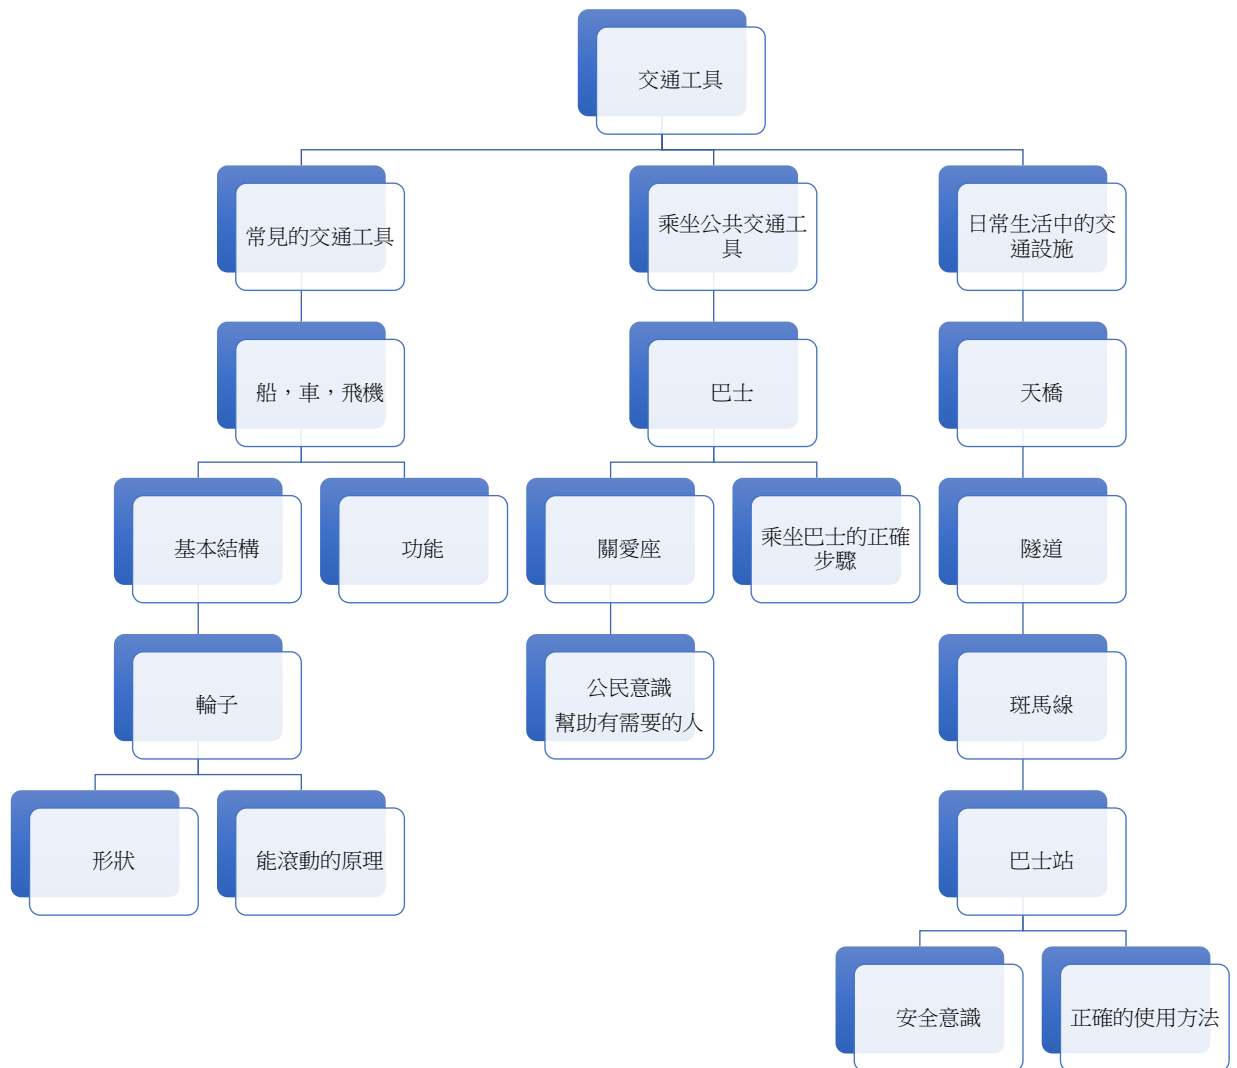 交通工具
常見的交通工具
乘坐公共交通工
具
日常生活中的交
通設施
船，車，飛機
巴士
天橋
基本結構
功能
關愛座
乘坐巴士的正確
步驟
隧道
輪子
公民意識
幫助有需要的人
斑馬線
形狀
能滾動的原理
巴士站
安全意識
正確的使用方法